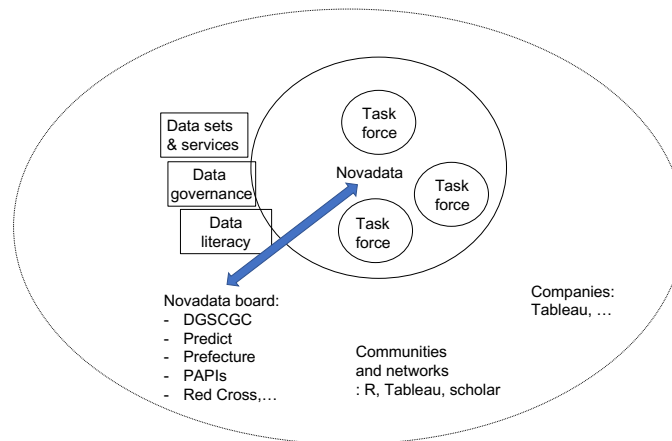 Task
force
Data sets
& services
Novadata
Data
governance
Task
force
Data
literacy
Task
force
Novadata board:
- DGSCGC
- Predict
- Prefecture
- PAPIs
- Red Cross,…
Companies:
Tableau, …
Communities
and networks
: R, Tableau, scholar